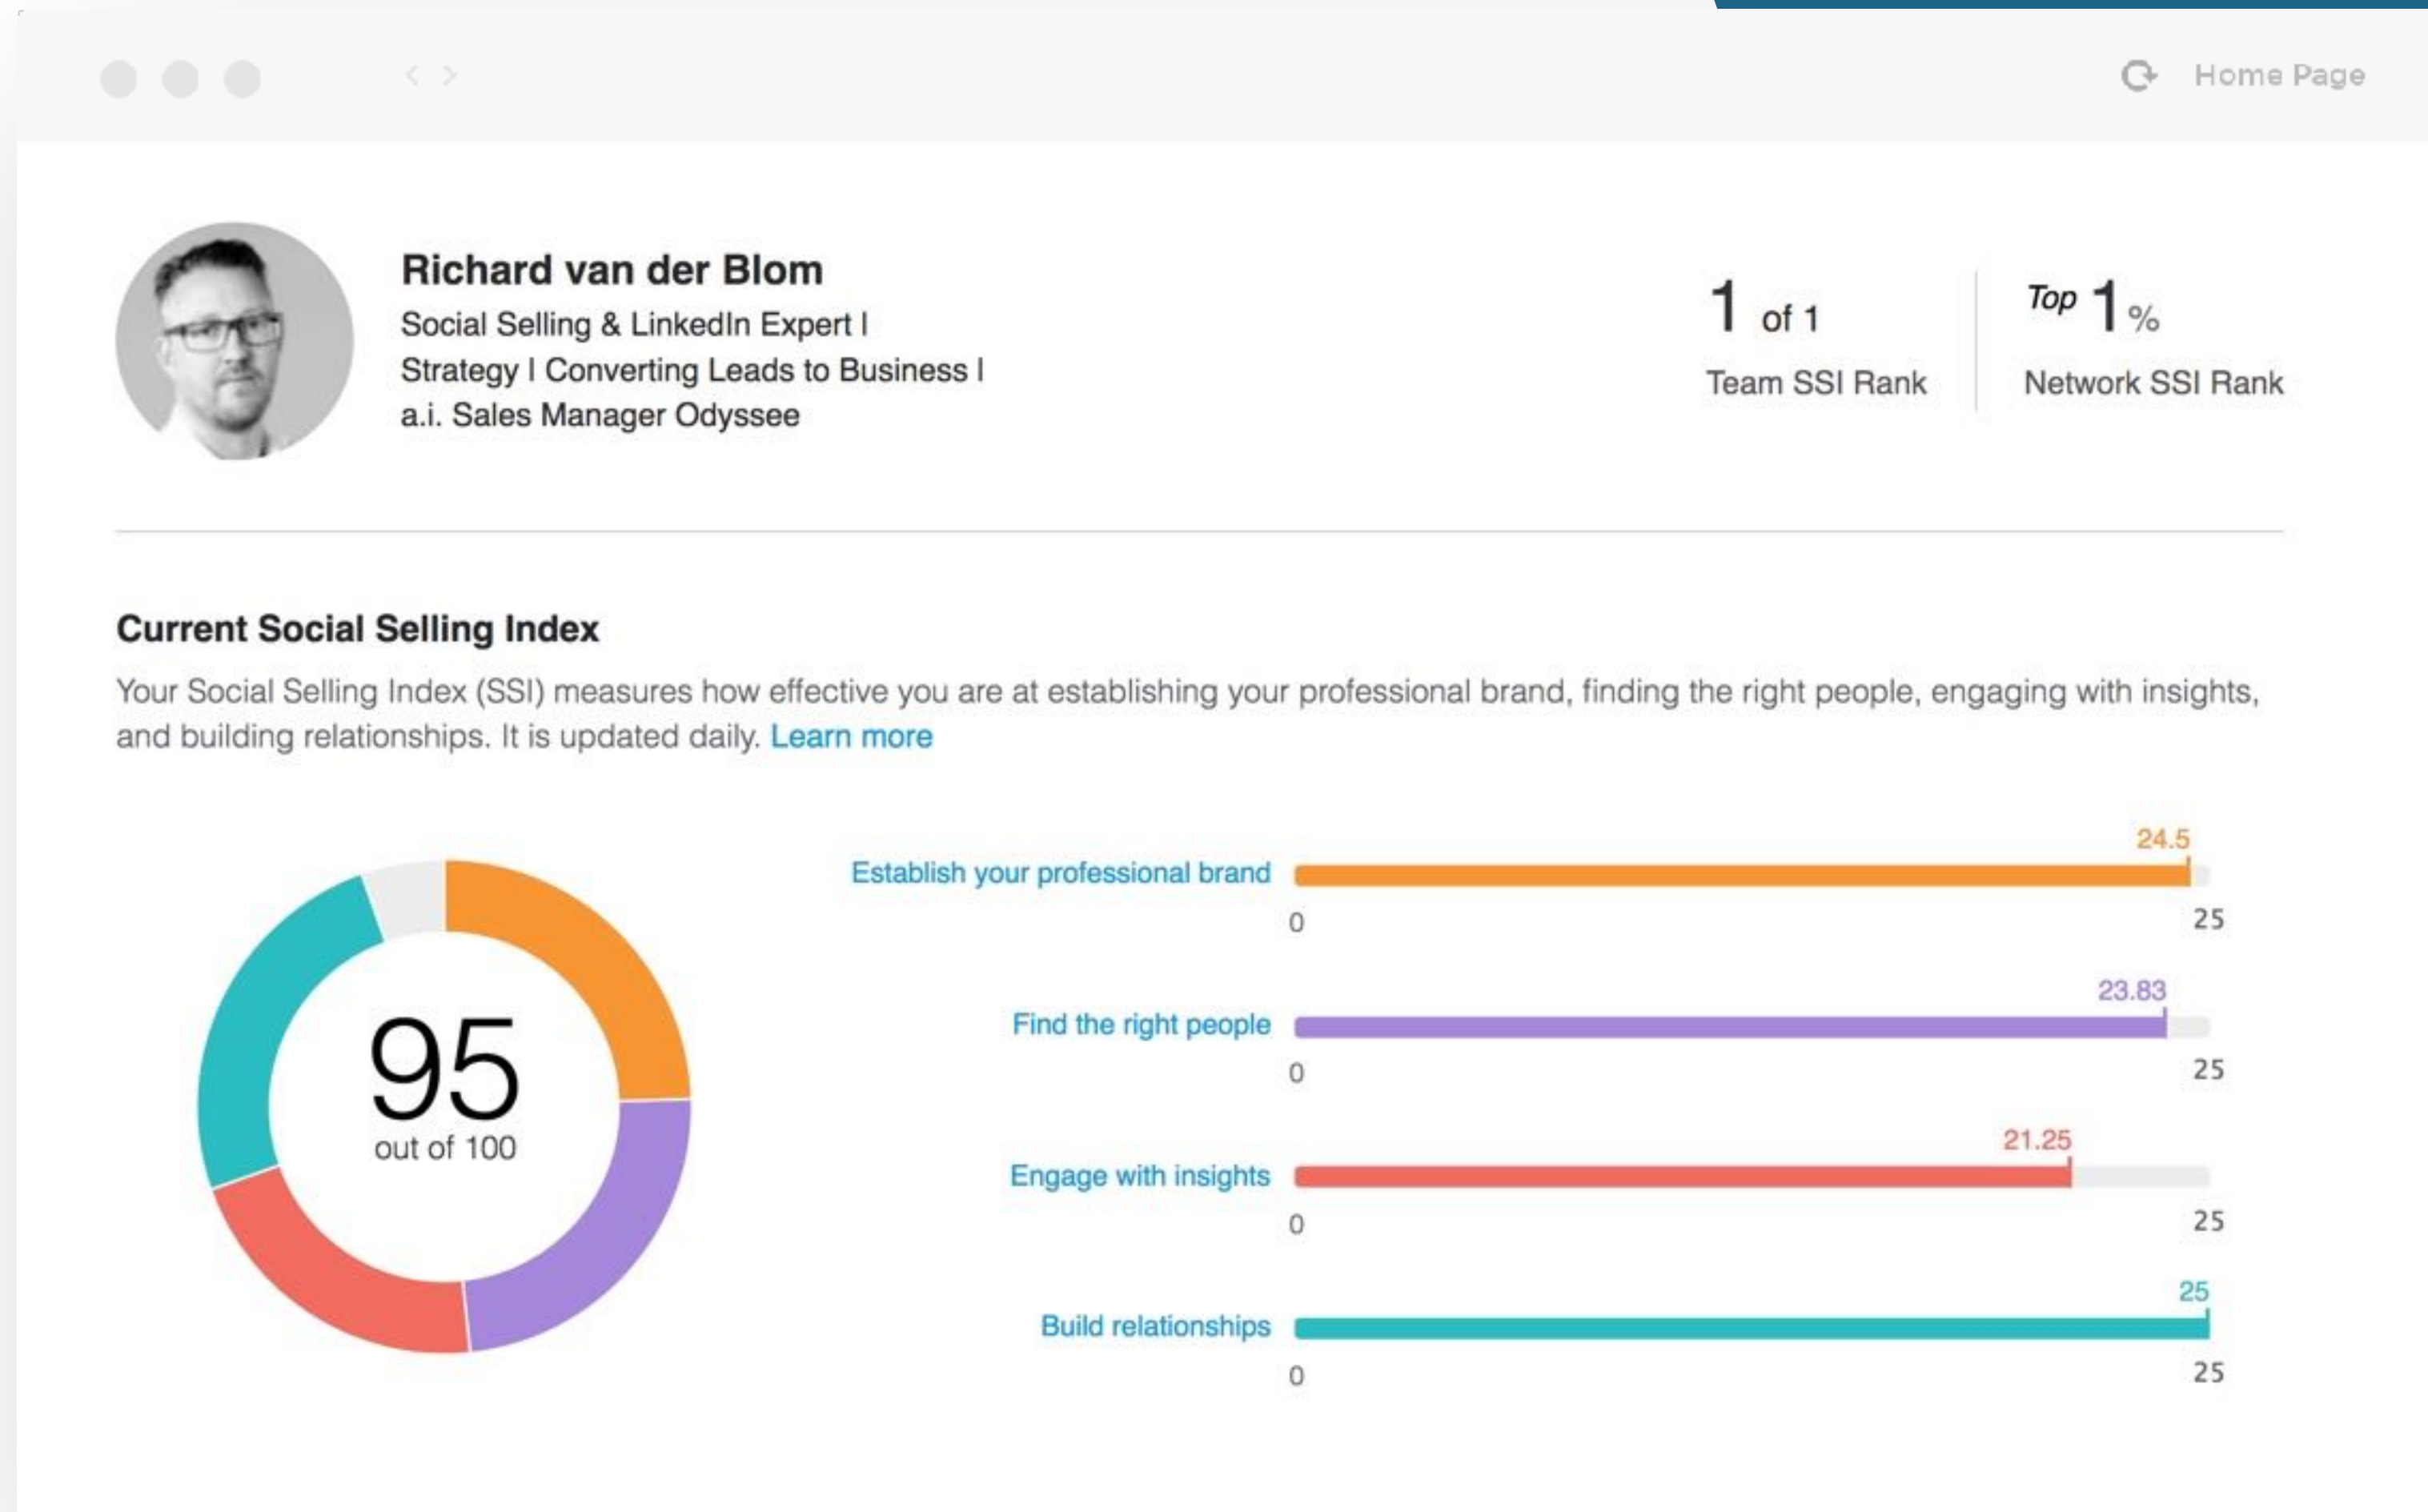 Home Page
Richard van der Blom
Social Selling & LinkedIn Expert |
Strategy | Converting Leads to Business |
a.i. Sales Manager Odyssee
1 of 1
Team SSI Rank
Top 1%
Network SSI Rank
Current Social Selling Index
Your Social Selling Index (SSI) measures how effective you are at establishing your professional brand, finding the right people, engaging with insights,
and building relationships. It is updated daily. Learn more
95
out of 100
24.5
Establish your professional brand
0 25
23.83
Find the right people
0 25
21.25
Engage with insights
0 25
25
Build relationships
0 25